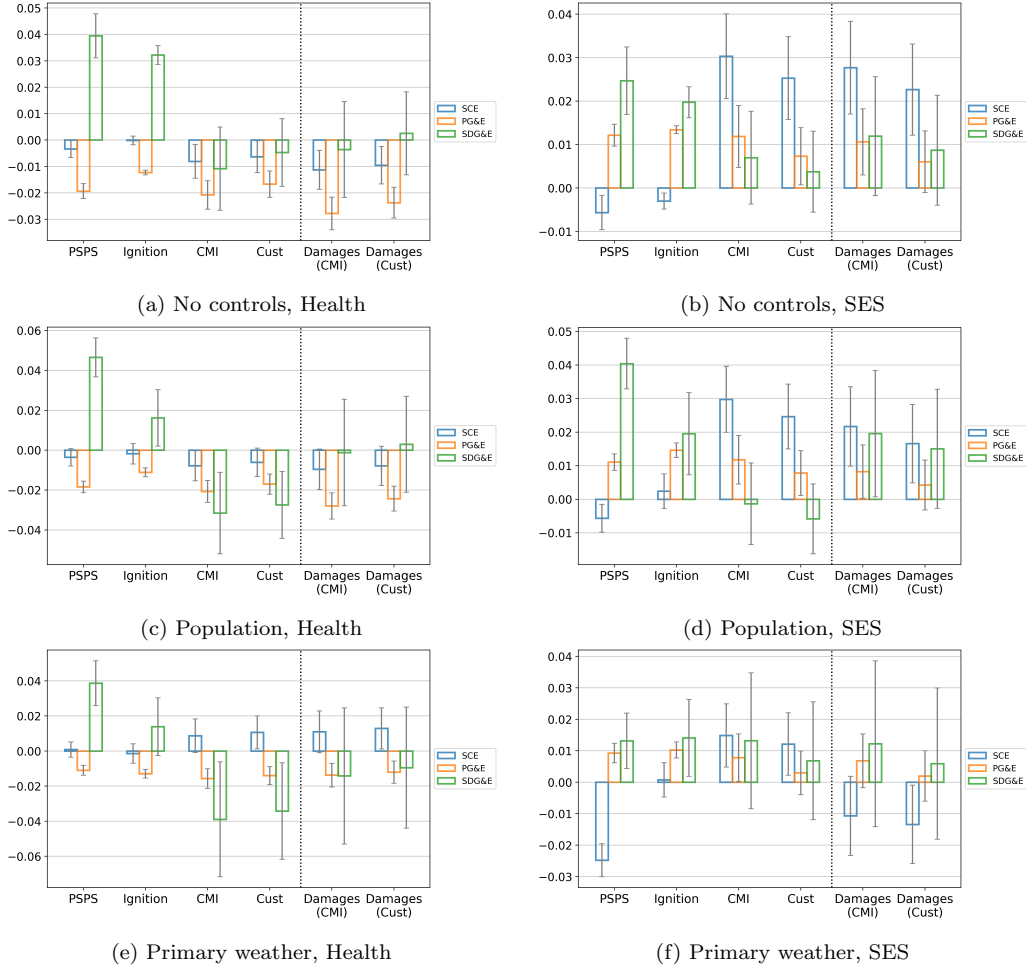 0.05
0.04
0.03
0.02
0.01
0.00
−0.01
−0.02
−0.03
PSPS Ignition CMI Cust Damages (CMI) Damages (Cust)
SCE
PG&E
SDG&E
(a) No controls, Health
0.04
0.03
0.02
0.01
0.00
−0.01
PSPS Ignition CMI Cust Damages (CMI) Damages (Cust)
SCE
PG&E
SDG&E
(b) No controls, SES
0.06
0.04
0.02
0.00
−0.02
−0.04
PSPS Ignition CMI Cust Damages (CMI) Damages (Cust)
SCE
PG&E
SDG&E
(c) Population, Health
0.05
0.04
0.03
0.02
0.01
0.00
−0.01
PSPS Ignition CMI Cust Damages (CMI) Damages (Cust)
SCE
PG&E
SDG&E
(d) Population, SES
0.04
0.02
0.00
−0.02
−0.04
−0.06
PSPS Ignition CMI Cust Damages (CMI) Damages (Cust)
SCE
PG&E
SDG&E
(e) Primary weather, Health
0.04
0.03
0.02
0.01
0.00
−0.01
−0.02
−0.03
PSPS Ignition CMI Cust Damages (CMI) Damages (Cust)
SCE
PG&E
SDG&E
(f) Primary weather, SES